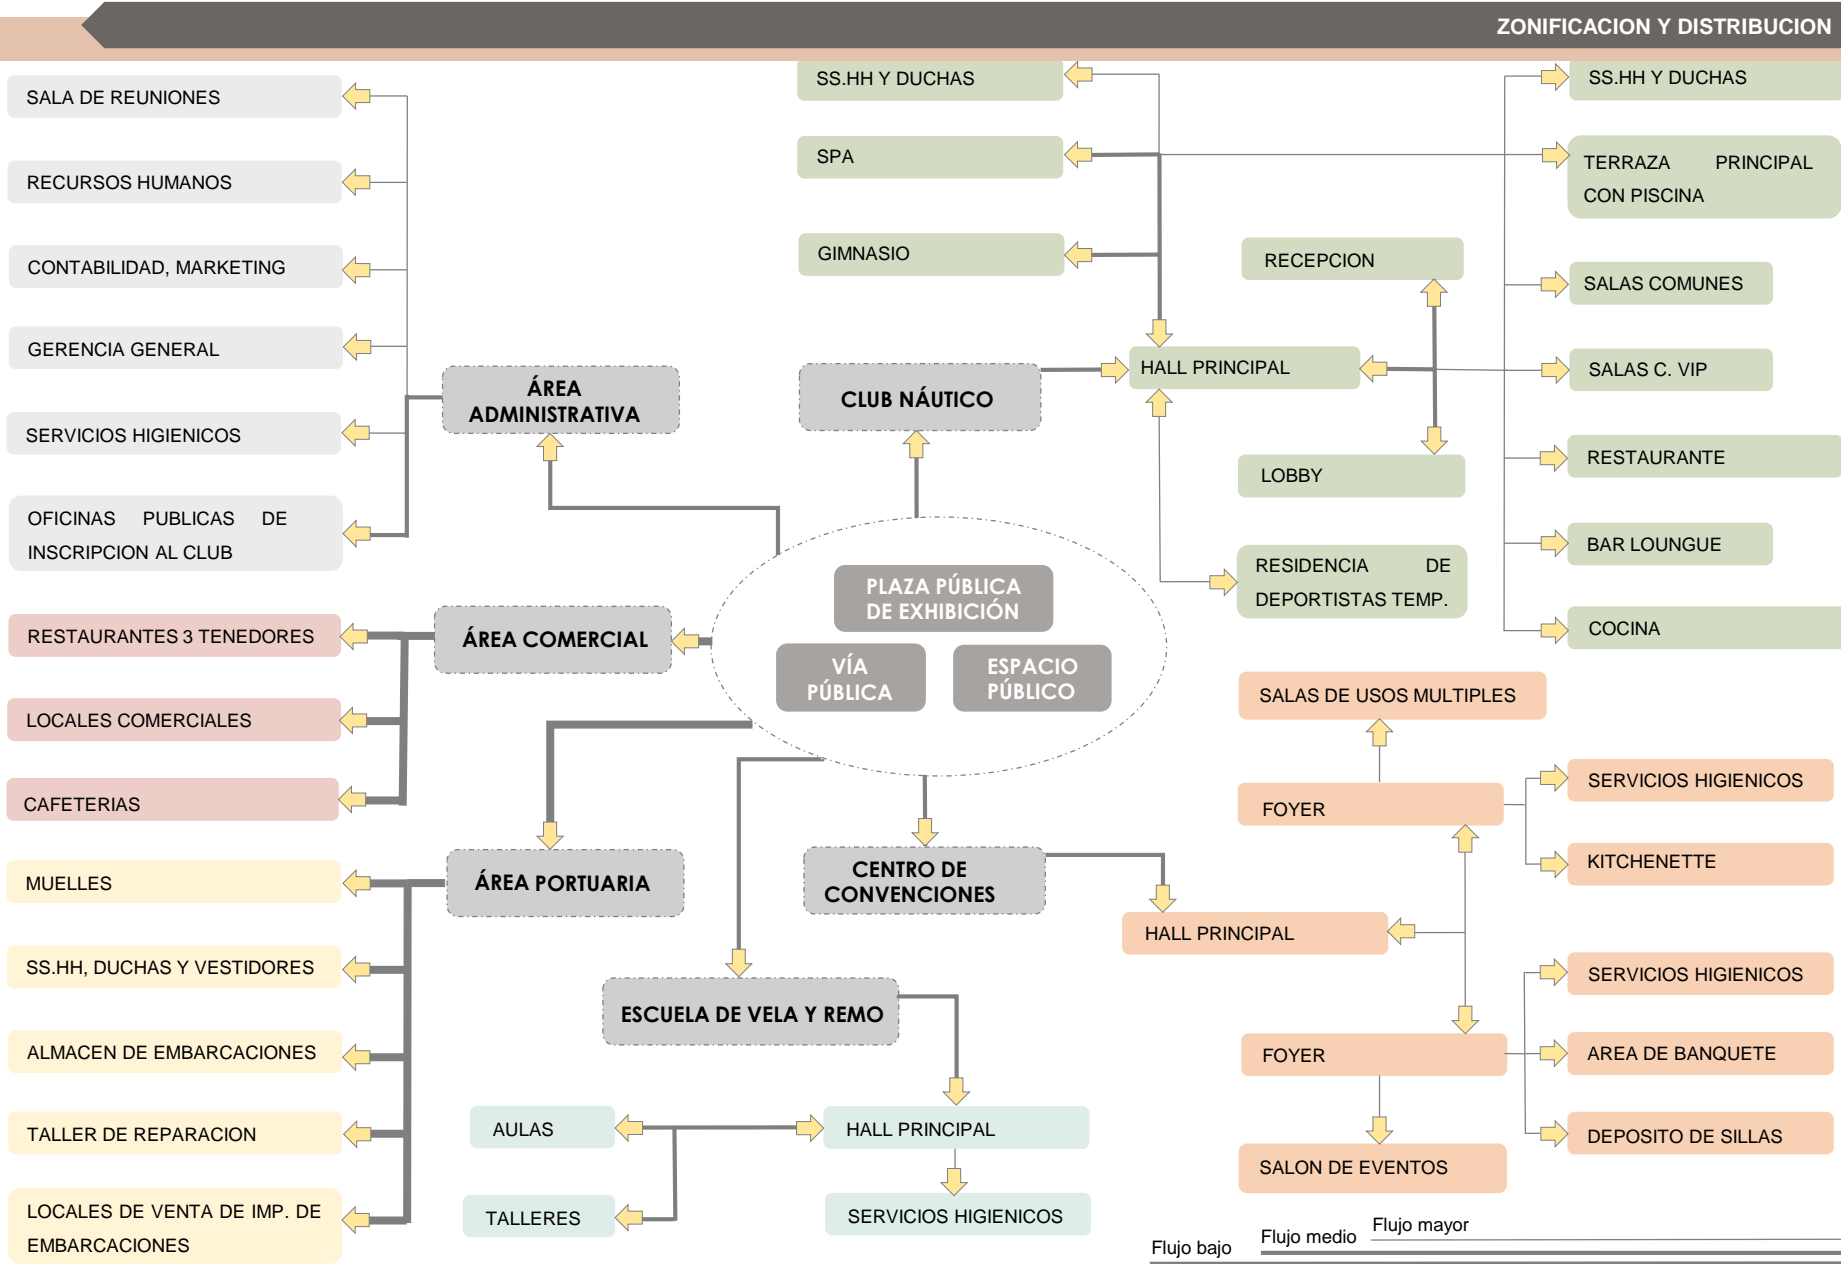 ZONIFICACION Y DISTRIBUCION
SALA DE REUNIONES
RECURSOS HUMANOS
CONTABILIDAD, MARKETING
GERENCIA GENERAL
SERVICIOS HIGIENICOS
OFICINAS PUBLICAS DE
INSCRIPCION AL CLUB
ÁREA
ADMINISTRATIVA
SS.HH Y DUCHAS
SPA
GIMNASIO
CLUB NÁUTICO
HALL PRINCIPAL
RECEPCION
LOBBY
RESIDENCIA DE
DEPORTISTAS TEMP.
SS.HH Y DUCHAS
TERRAZA PRINCIPAL
CON PISCINA
SALAS COMUNES
SALAS C. VIP
RESTAURANTE
BAR LOUNGUE
COCINA
PLAZA PÚBLICA
DE EXHIBICIÓN
VÍA
PÚBLICA
ESPACIO
PÚBLICO
RESTAURANTES 3 TENEDORES
LOCALES COMERCIALES
CAFETERIAS
ÁREA COMERCIAL
MUELLES
SS.HH, DUCHAS Y VESTIDORES
ALMACEN DE EMBARCACIONES
TALLER DE REPARACION
LOCALES DE VENTA DE IMP. DE
EMBARCACIONES
ÁREA PORTUARIA
ESCUELA DE VELA Y REMO
AULAS
TALLERES
HALL PRINCIPAL
SERVICIOS HIGIENICOS
CENTRO DE
CONVENCIONES
HALL PRINCIPAL
SALAS DE USOS MULTIPLES
FOYER
SERVICIOS HIGIENICOS
KITCHENETTE
FOYER
SERVICIOS HIGIENICOS
AREA DE BANQUETE
DEPOSITO DE SILLAS
SALON DE EVENTOS
Flujo bajo
Flujo medio
Flujo mayor